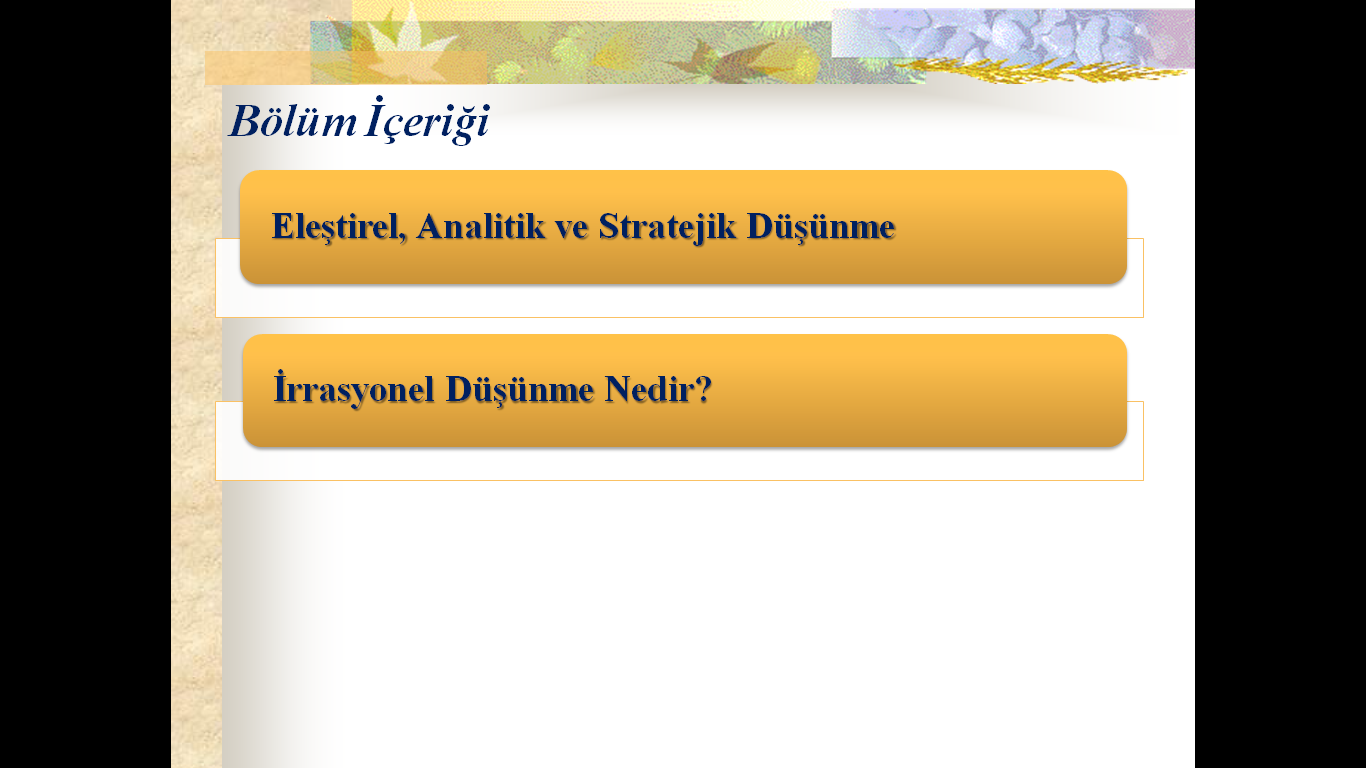 Bölüm İçeriği
Eleştirel, Analitik ve Stratejik Düşünme
İrrasyonel Düşünme Nedir?